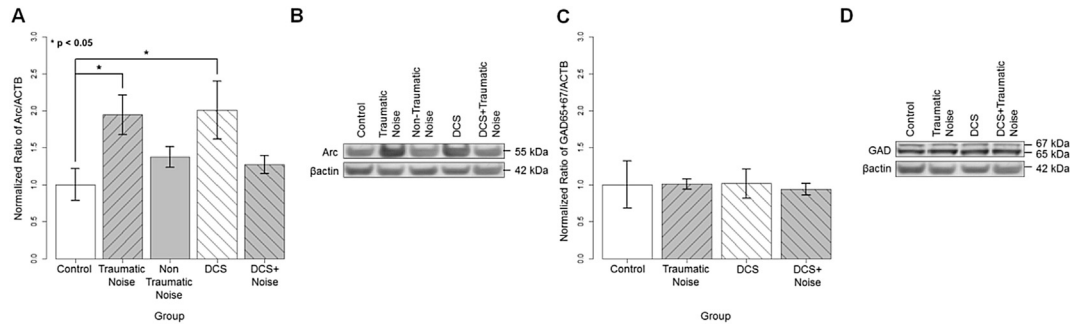 A
* p < 0.05
*
*
Normalized Ratio of Arc/ACTB
3.0
2.5
2.0
1.5
1.0
0.5
0.0
Control
Traumatic
Noise
Non
Traumatic
Noise
DCS
DCS+
Noise
Group
B
Control
Traumatic
Noise
Non-Traumatic
Noise
DCS
DCS+Traumatic
Noise
Arc
55 kDa
βactin
42 kDa
C
Normalized Ratio of GAD65+67/ACTB
3.0
2.5
2.0
1.5
1.0
0.5
0.0
Control
Traumatic
Noise
DCS
DCS+
Noise
Group
D
Control
Traumatic
Noise
DCS
DCS+Traumatic
Noise
GAD
67 kDa
65 kDa
βactin
42 kDa